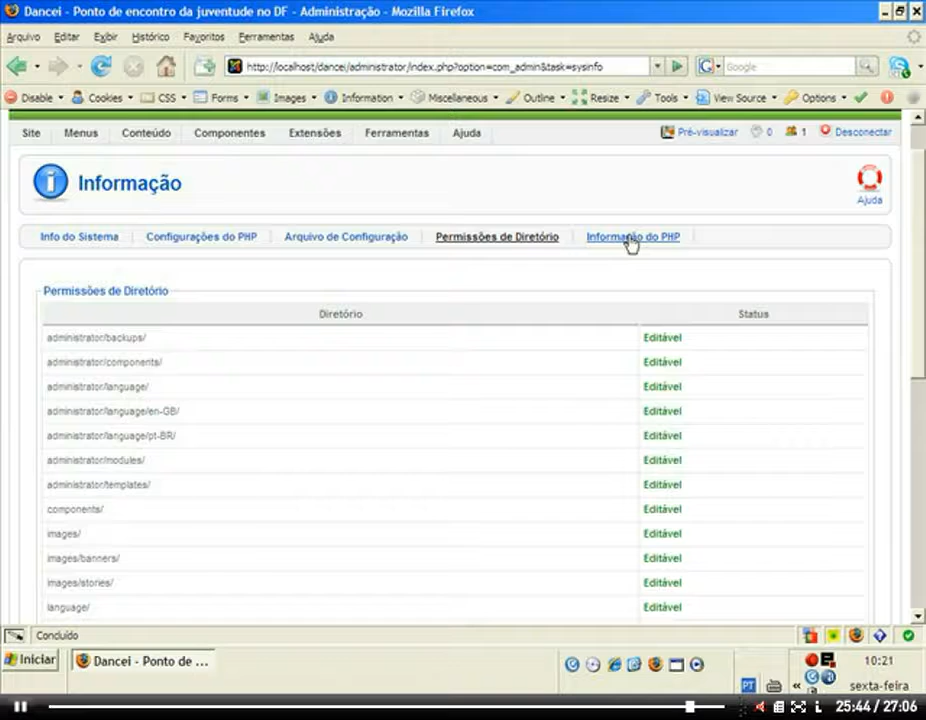 Dancei - Ponto de encontro da juventude no DF - Administração - Mozilla Firefox
Arquivo Editar Exibir Histórico Favoritos Ferramentas Ajuda
http://localhost/dancei/administrator/index.php?option=com_admin&task=sysinfo Google
Disable Cookies CSS Forms Images Information Miscellaneous Outline Resize Tools View Source Options
Site Menus Conteúdo Componentes Extensões Ferramentas Ajuda Pré-visualizar 0 1 Desconectar
Informação
Ajuda
Info do Sistema Configurações do PHP Arquivo de Configuração Permissões de Diretório Informação do PHP
Permissões de Diretório
Diretório Status
administrator/backups/ Editável
administrator/components/ Editável
administrator/language/ Editável
administrator/language/en-GB/ Editável
administrator/language/pt-BR/ Editável
administrator/modules/ Editável
administrator/templates/ Editável
components/ Editável
images/ Editável
images/banners/ Editável
images/stories/ Editável
language/ Editável
Concluído
Iniciar Dancei - Ponto de ... 10:21
PT « sexta-feira
25:44 / 27:06